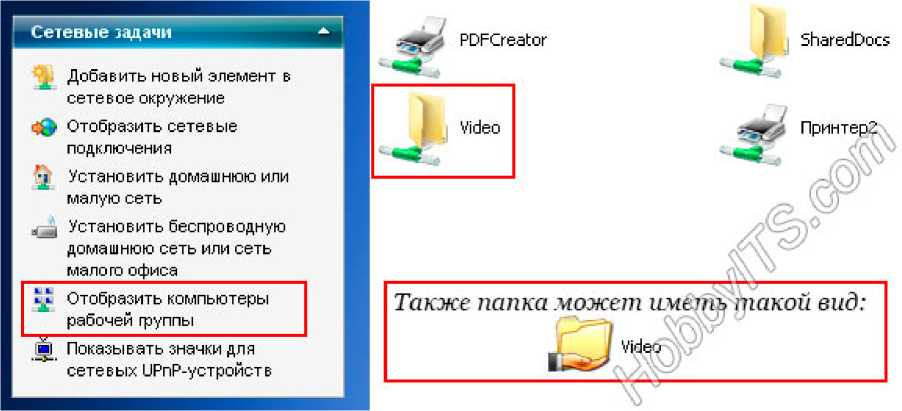 Сетевые задачи
Добавить новый элемент в
сетевое окружение
Отобразить сетевые
подключения
Установить домашнюю или
малую сеть
Установить беспроводную
домашнюю сеть или сеть
малого офиса
Отобразить компьютеры
рабочей группы
Показывать значки для
сетевых UPnP-устройств
PDFCreator
SharedDocs
Video
Принтер2
Также папка может иметь такой вид:
Video
HobbyITS.com